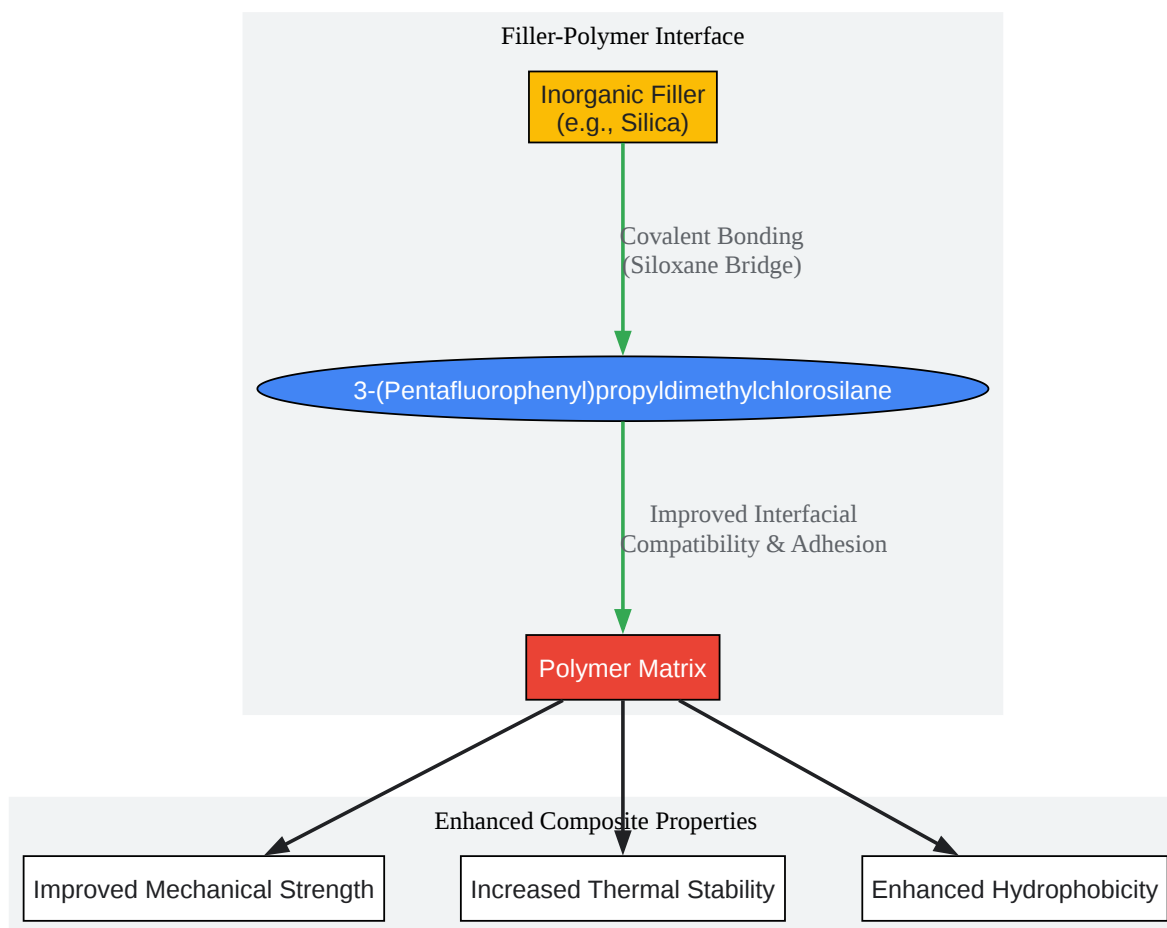 Filler-Polymer Interface
Inorganic Filler
(e.g., Silica)
Covalent Bonding
(Siloxane Bridge)
3-(Pentafluorophenyl)propyldimethylchlorosilane
Improved Interfacial
Compatibility & Adhesion
Polymer Matrix
Enhanced Composite Properties
Improved Mechanical Strength
Increased Thermal Stability
Enhanced Hydrophobicity